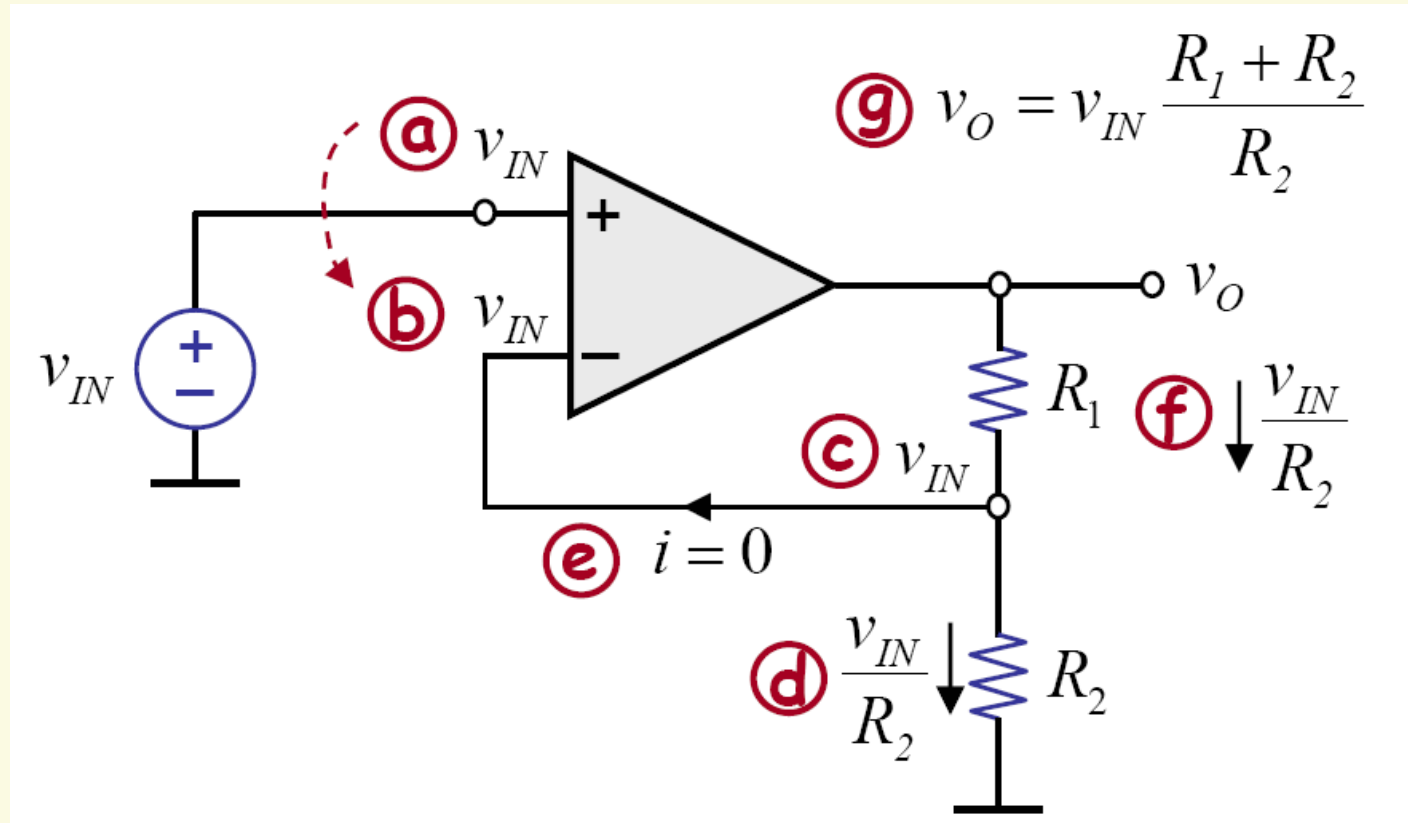 ⓖ v_O = v_IN (R_1 + R_2) / R_2
ⓐ v_IN
+
ⓑ v_IN
−
v_O
v_IN
+
−
R_1
ⓕ v_IN / R_2
ⓒ v_IN
ⓔ i = 0
ⓓ v_IN / R_2
R_2